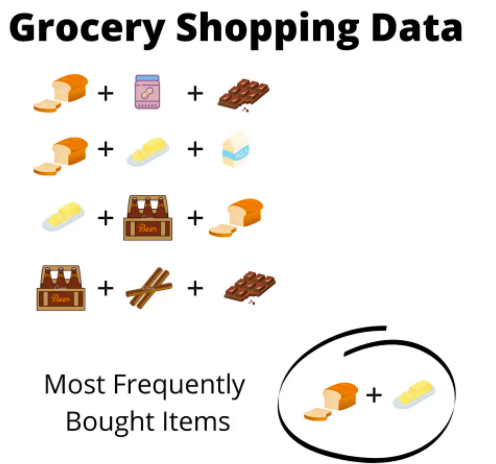 Grocery Shopping Data
+ +
+ +
+ +
Beer
+ +
Beer
Most Frequently
Bought Items
+